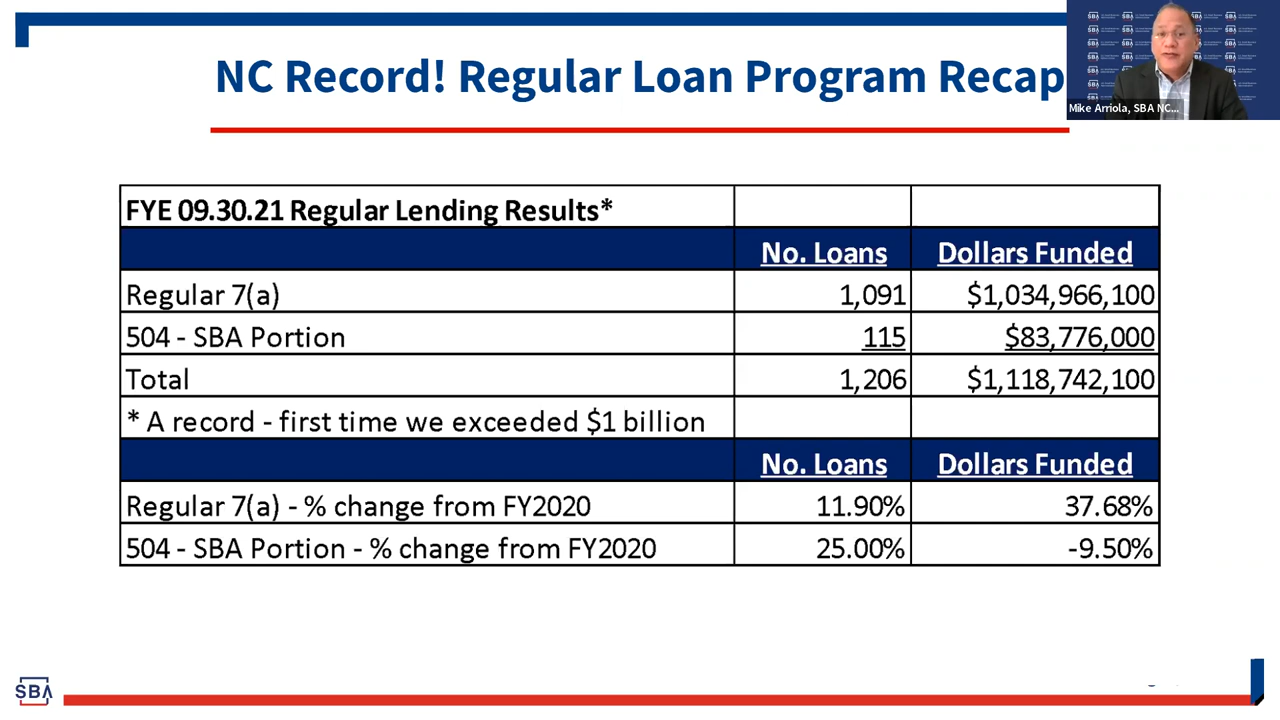 NC Record! Regular Loan Program Recap
Mike Arriola, SBA NC...
FYE 09.30.21 Regular Lending Results*
No. Loans Dollars Funded
Regular 7(a) 1,091 $1,034,966,100
504 - SBA Portion 115 $83,776,000
Total 1,206 $1,118,742,100
* A record - first time we exceeded $1 billion
No. Loans Dollars Funded
Regular 7(a) - % change from FY2020 11.90% 37.68%
504 - SBA Portion - % change from FY2020 25.00% -9.50%
SBA